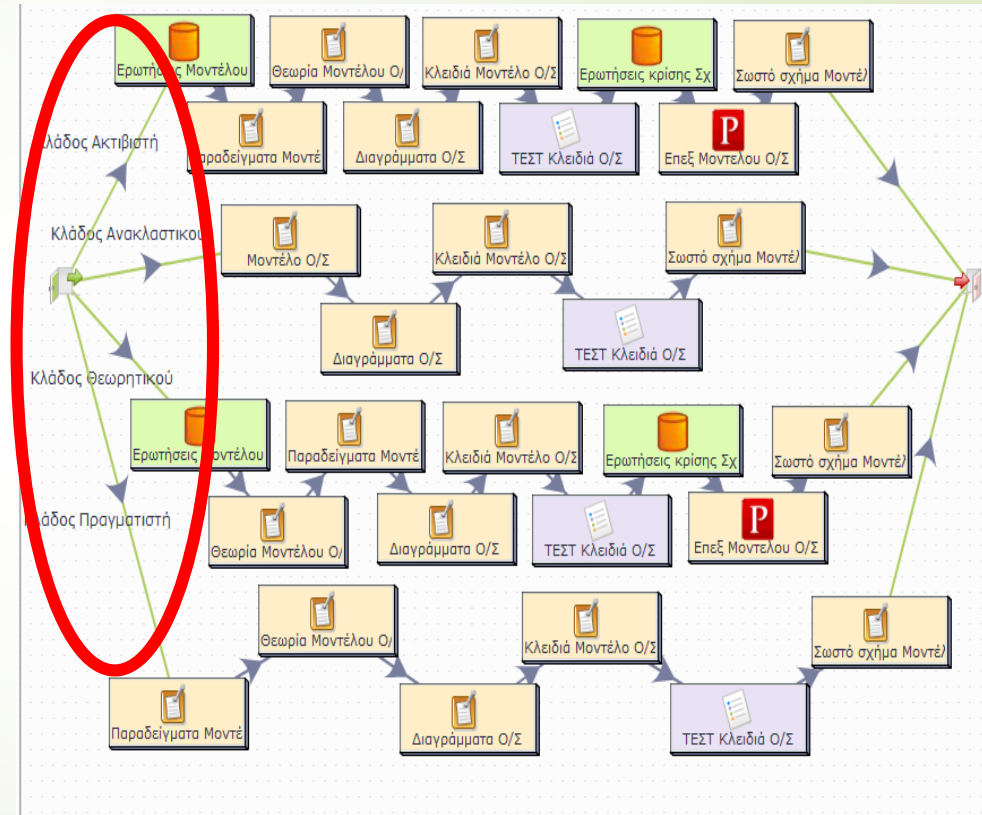 Ερωτήσεις Μοντέλου
Θεωρία Μοντέλου Ο/
Κλειδιά Μοντέλο Ο/Σ
Ερωτήσεις κρίσης Σχ
Σωστό σχήμα Μοντέλ
Κλάδος Ακτιβιστή
Παραδείγματα Μοντέ
Διαγράμματα Ο/Σ
ΤΕΣΤ Κλειδιά Ο/Σ
P
Επεξ Μοντελου Ο/Σ
Κλάδος Ανακλαστικου
Μοντέλο Ο/Σ
Κλειδιά Μοντέλο Ο/Σ
Σωστό σχήμα Μοντέλ
Διαγράμματα Ο/Σ
ΤΕΣΤ Κλειδιά Ο/Σ
Κλάδος Θεωρητικού
Ερωτήσεις Μοντέλου
Παραδείγματα Μοντέ
Κλειδιά Μοντέλο Ο/Σ
Ερωτήσεις κρίσης Σχ
Σωστό σχήμα Μοντέλ
Κλάδος Πραγματιστή
Θεωρία Μοντέλου Ο/
Διαγράμματα Ο/Σ
ΤΕΣΤ Κλειδιά Ο/Σ
P
Επεξ Μοντελου Ο/Σ
Θεωρία Μοντέλου Ο/
Κλειδιά Μοντέλο Ο/Σ
Σωστό σχήμα Μοντέλ
Παραδείγματα Μοντέ
Διαγράμματα Ο/Σ
ΤΕΣΤ Κλειδιά Ο/Σ